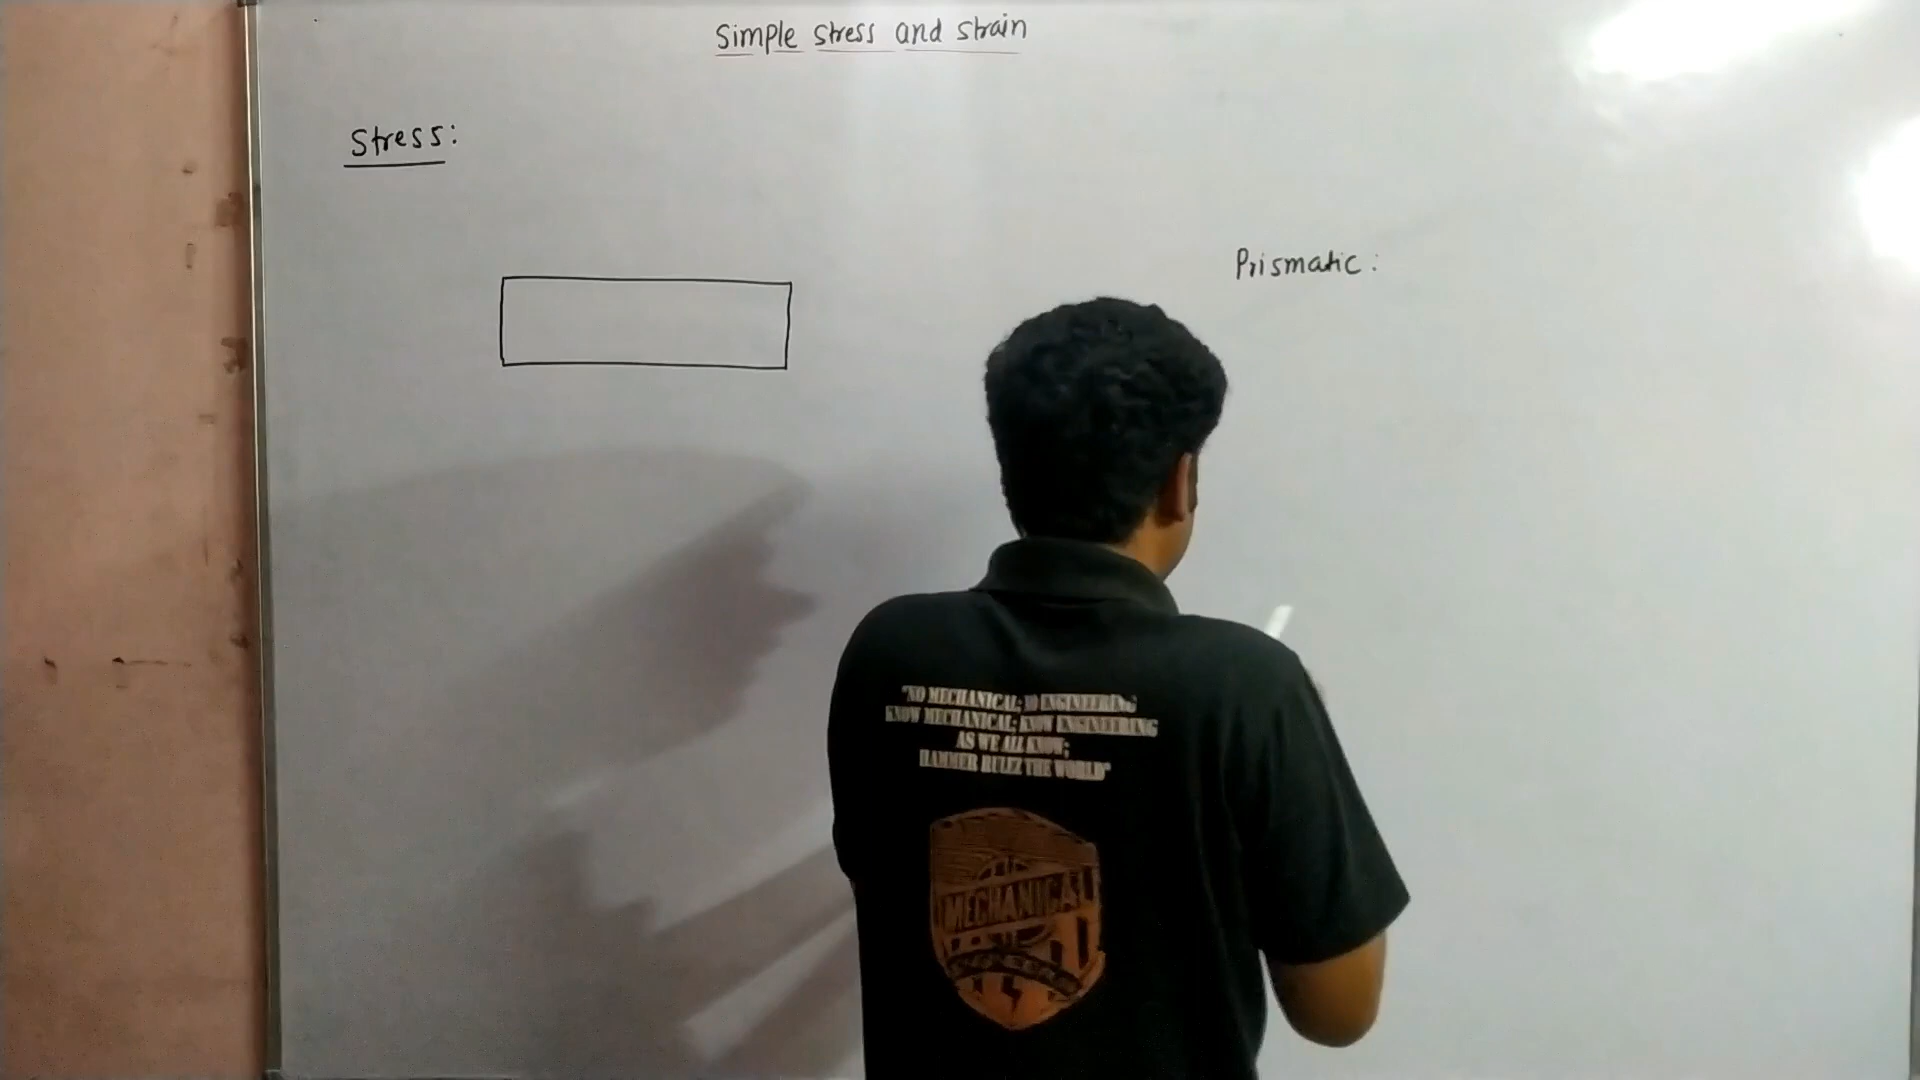 Simple stress and strain
Stress:
Prismatic:
"NO MECHANICAL; NO ENGINEERING
KNOW MECHANICAL; KNOW ENGINEERING
AS WE ALL KNOW;
HAMMER RULEZ THE WORLD"
MECHANICAL